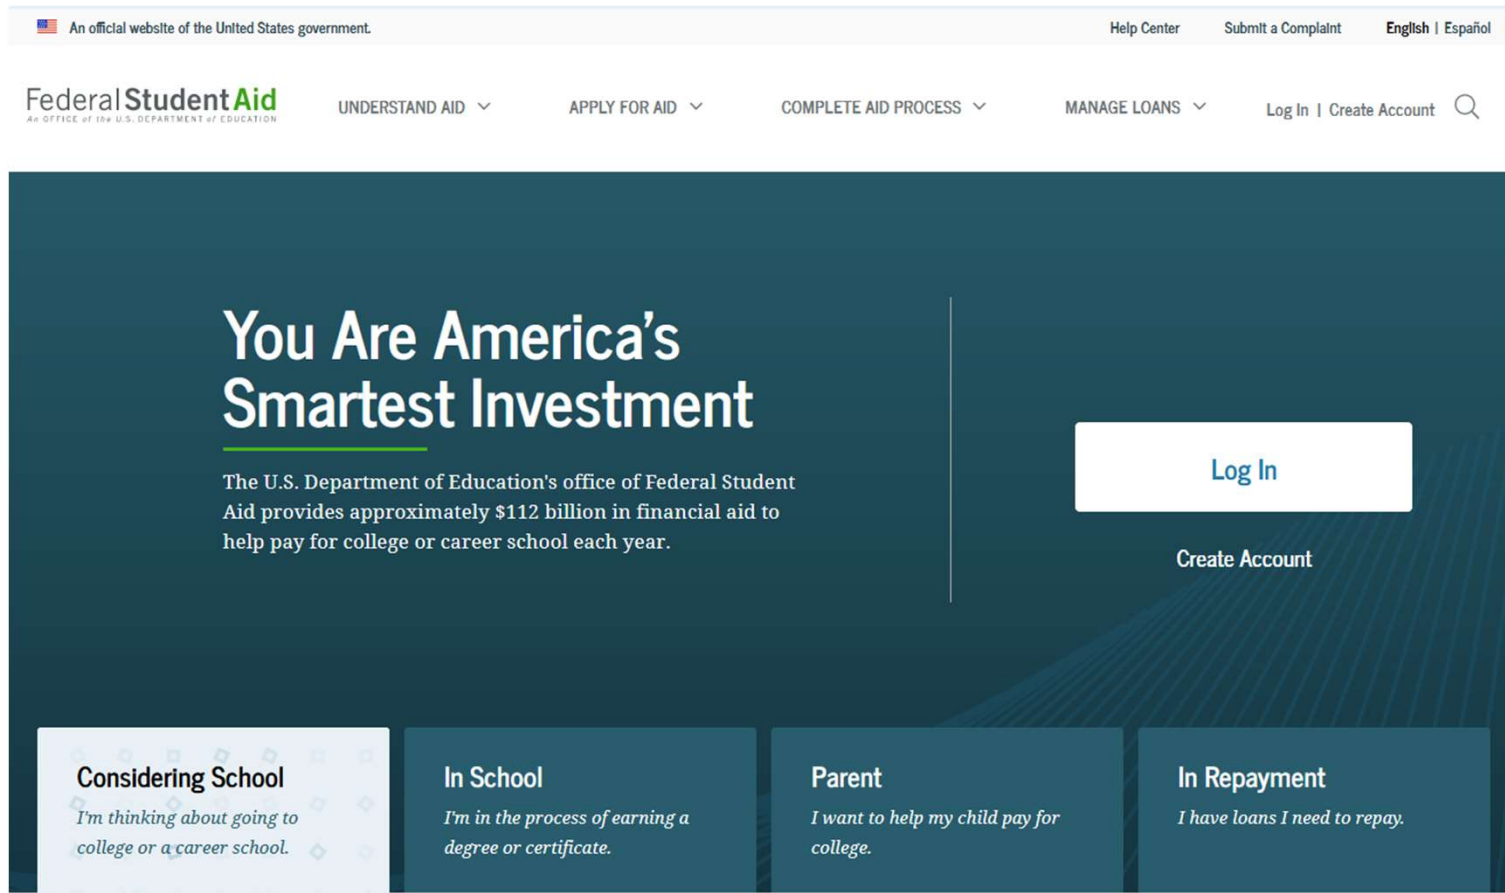 An official website of the United States government.
Help Center
Submit a Complaint
English | Español
Federal Student Aid
An OFFICE of the U.S. DEPARTMENT of EDUCATION
UNDERSTAND AID
APPLY FOR AID
COMPLETE AID PROCESS
MANAGE LOANS
Log In | Create Account
You Are America's
Smartest Investment
The U.S. Department of Education's office of Federal Student
Aid provides approximately $112 billion in financial aid to
help pay for college or career school each year.
Log In
Create Account
Considering School
I'm thinking about going to
college or a career school.
In School
I'm in the process of earning a
degree or certificate.
Parent
I want to help my child pay for
college.
In Repayment
I have loans I need to repay.